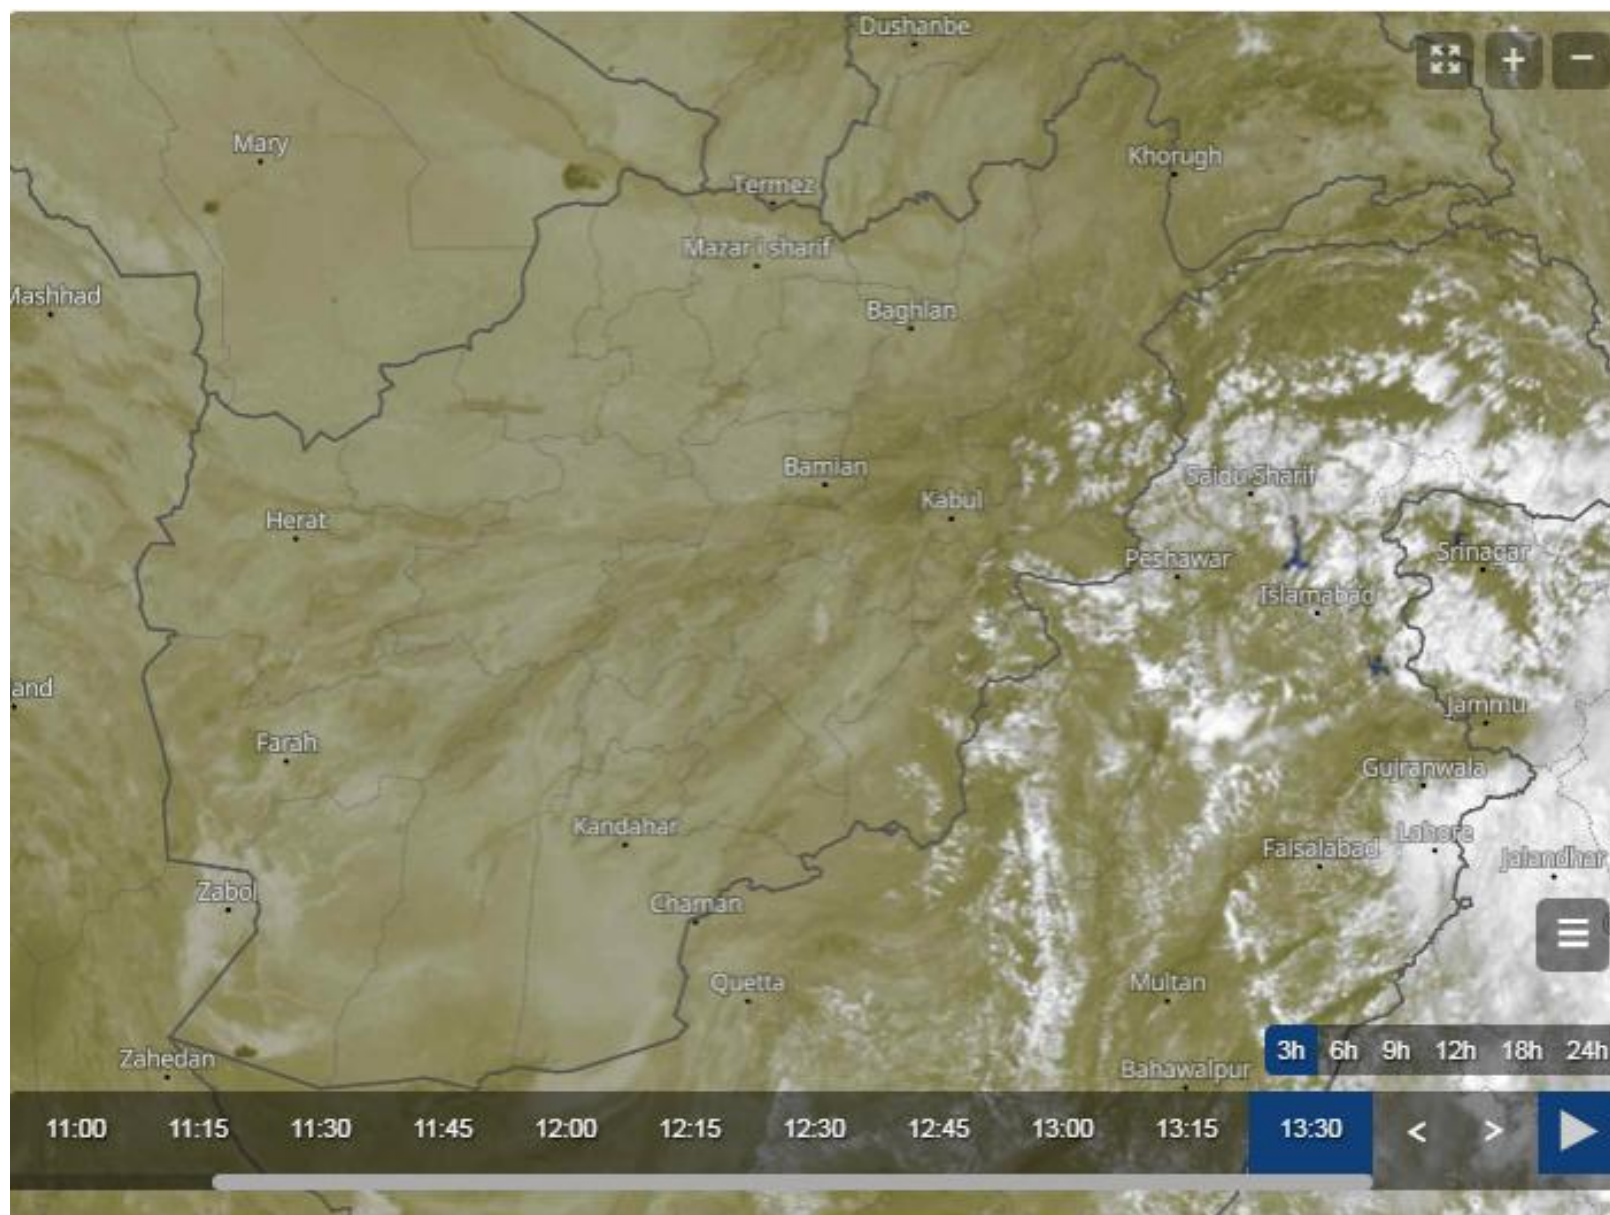 Dushanbe
Mary
Khorugh
Termez
Mazar i sharif
Mashhad
Baghlan
Bamian
Saidu Sharif
Kabul
Herat
Srinagar
Peshawar
Islamabad
and
Jammu
Farah
Gujranwala
Kandahar
Lahore
Faisalabad
Jalandhar
Zabol
Chaman
Quetta
Multan
3h 6h 9h 12h 18h 24h
Zahedan
Bahawalpur
11:00 11:15 11:30 11:45 12:00 12:15 12:30 12:45 13:00 13:15 13:30 < >